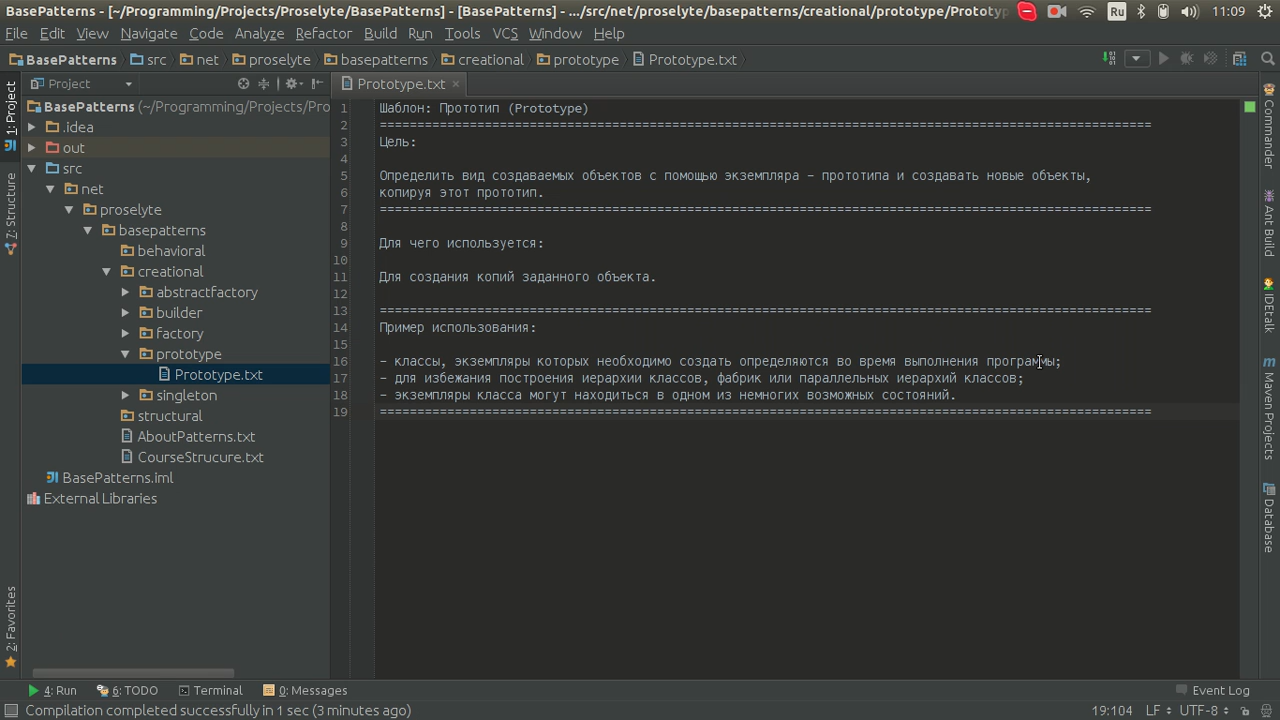 BasePatterns - [~/Programming/Projects/Proselyte/BasePatterns] - [BasePatterns] - .../src/net/proselyte/basepatterns/creational/prototype/Prototy
Ru
11:09
File Edit View Navigate Code Analyze Refactor Build Run Tools VCS Window Help
BasePatterns src net proselyte basepatterns creational prototype Prototype.txt
Project
Prototype.txt
1: Project
7: Structure
2: Favorites
BasePatterns (~/Programming/Projects/Pro
.idea
out
src
net
proselyte
basepatterns
behavioral
creational
abstractfactory
builder
factory
prototype
Prototype.txt
singleton
structural
AboutPatterns.txt
CourseStrucure.txt
BasePatterns.iml
External Libraries
1 Шаблон: Прототип (Prototype)
2 =======================================================================================================
3 Цель:
4
5 Определить вид создаваемых объектов с помощью экземпляра - прототипа и создавать новые объекты,
6 копируя этот прототип.
7 =======================================================================================================
8
9 Для чего используется:
10
11 Для создания копий заданного объекта.
12
13 =======================================================================================================
14 Пример использования:
15
16 - классы, экземпляры которых необходимо создать определяются во время выполнения программы;
17 - для избежания построения иерархии классов, фабрик или параллельных иерархий классов;
18 - экземпляры класса могут находиться в одном из немногих возможных состояний.
19 =======================================================================================================
Commander
Ant Build
IDEtalk
Maven Projects
Database
4: Run 6: TODO Terminal 0: Messages Event Log
Compilation completed successfully in 1 sec (3 minutes ago) 19:104 LF UTF-8